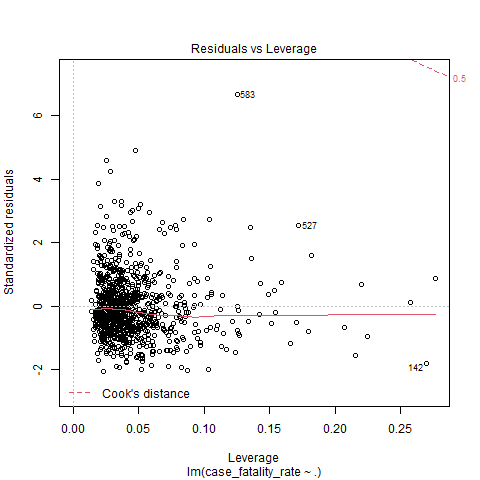 Residuals vs Leverage
0.5
583
6
4
Standardized residuals
527
2
0
142
-2
Cook's distance
0.00 0.05 0.10 0.15 0.20 0.25
Leverage
lm(case_fatality_rate ~ .)